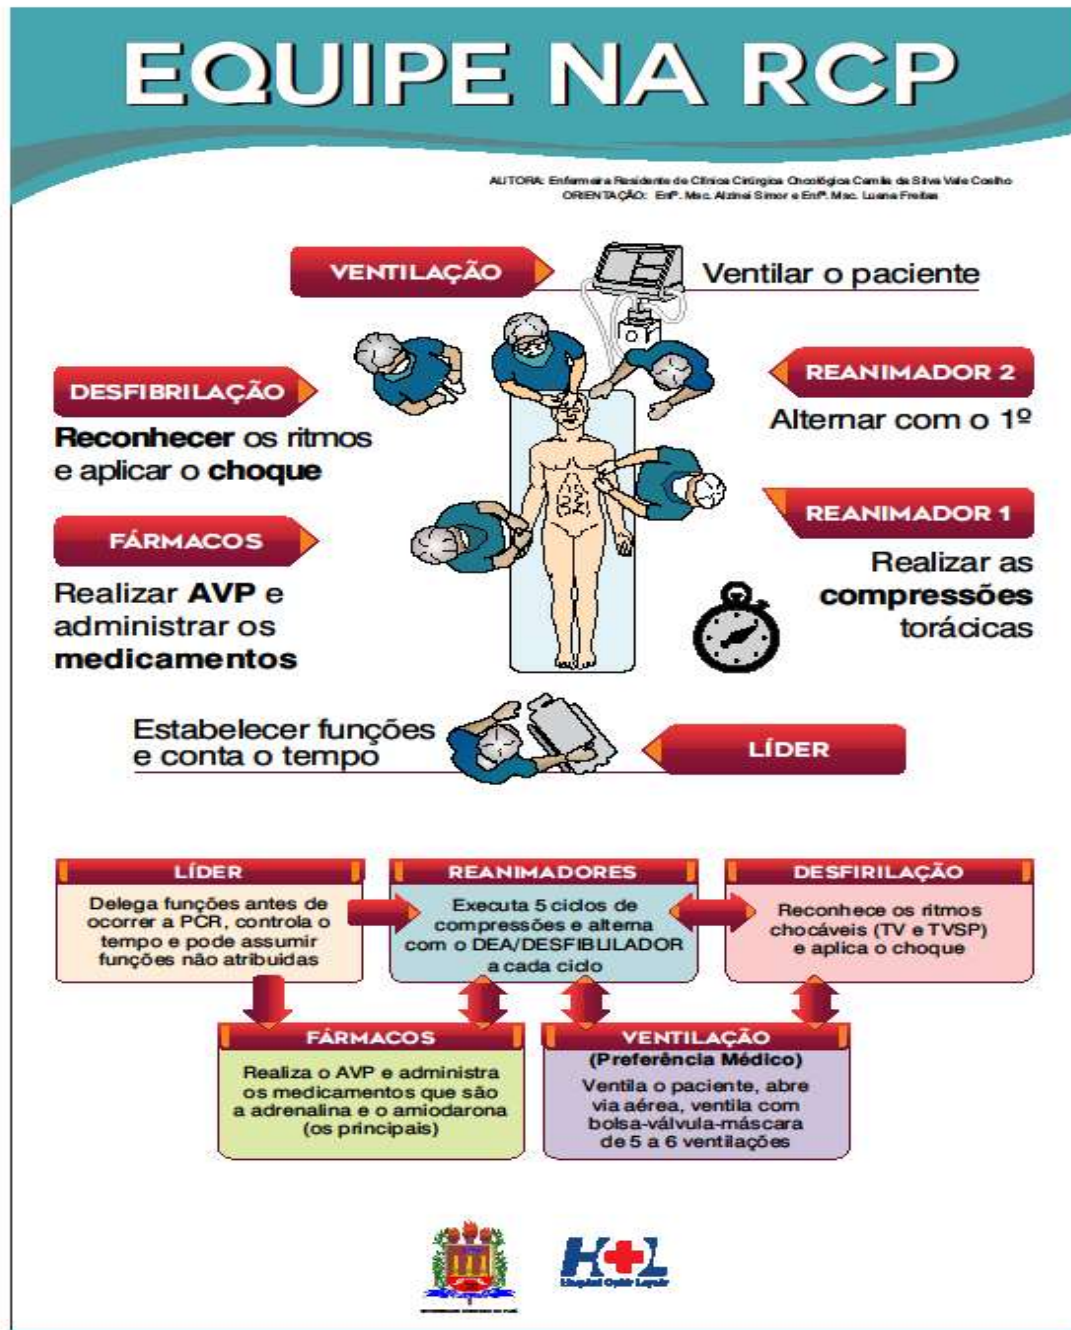 EQUIPE NA RCP
AUTORA: Enfermeira Residente de Clínica Cirúrgica Oncológica Camila da Silva Vale Coelho
ORIENTAÇÃO: Enfª. Msc. Alzinei Simor e Enfª. Msc. Luana Freitas
VENTILAÇÃO
Ventilar o paciente
DESFIBRILAÇÃO
Reconhecer os ritmos
e aplicar o choque
REANIMADOR 2
Alternar com o 1º
FÁRMACOS
Realizar AVP e
administrar os
medicamentos
REANIMADOR 1
Realizar as
compressões
torácicas
Estabelecer funções
e conta o tempo
LÍDER
LÍDER
Delega funções antes de
ocorrer a PCR, controla o
tempo e pode assumir
funções não atribuidas
REANIMADORES
Executa 5 ciclos de
compressões e alterna
com o DEA/DESFIBLILADOR
a cada ciclo
DESFIRILAÇÃO
Reconhece os ritmos
chocáveis (TV e TVSP)
e aplica o choque
FÁRMACOS
Realiza o AVP e administra
os medicamentos que são
a adrenalina e o amiodarona
(os principais)
VENTILAÇÃO
(Preferência Médico)
Ventila o paciente, abre
via aérea, ventila com
bolsa-válvula-máscara
de 5 a 6 ventilações
HOL
Hospital Ophir Loyola